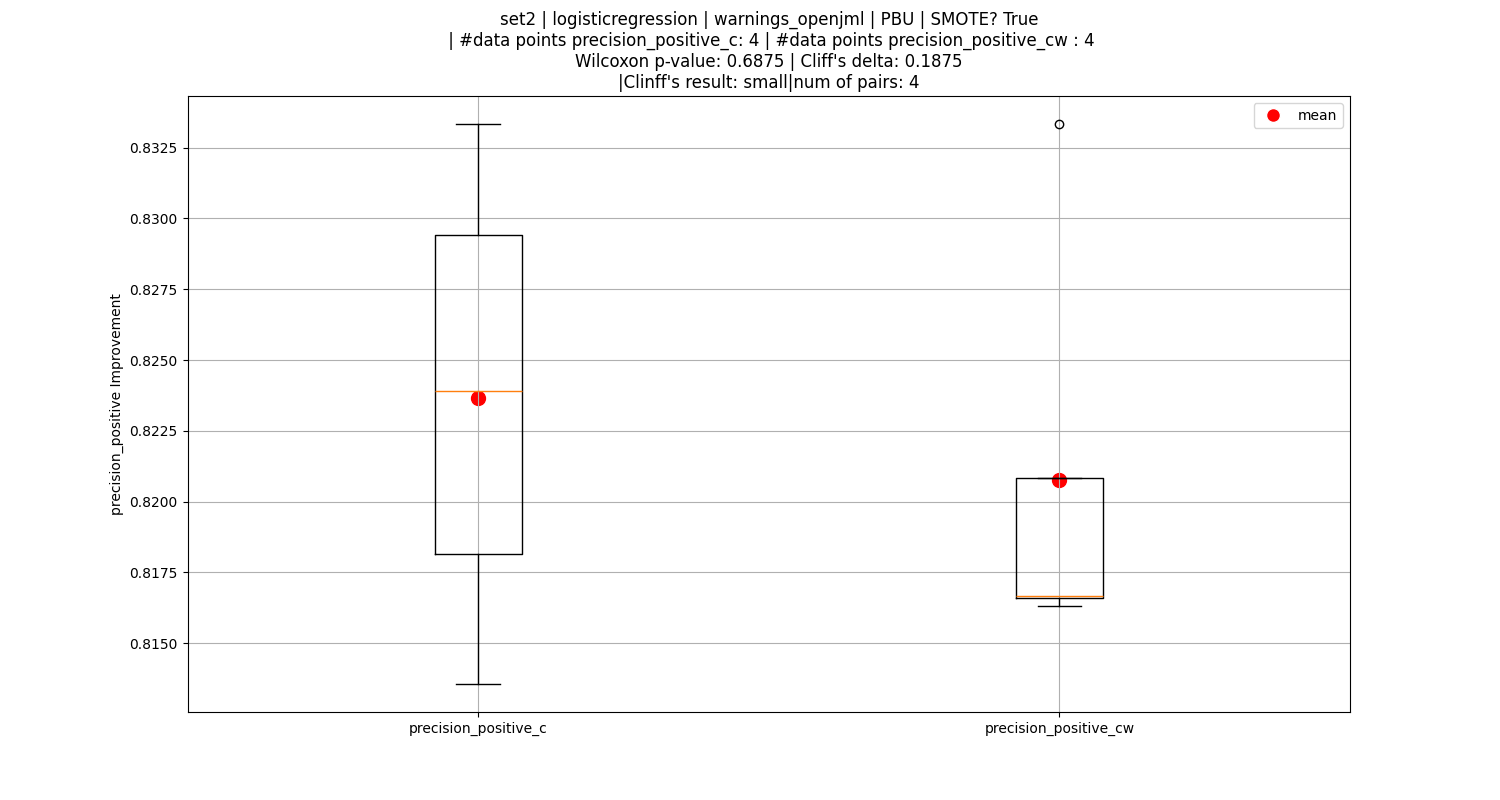 set2 | logisticregression | warnings_openjml | PBU | SMOTE? True
| #data points precision_positive_c: 4 | #data points precision_positive_cw : 4
Wilcoxon p-value: 0.6875 | Cliff's delta: 0.1875
|Clinff's result: small|num of pairs: 4
mean
0.8325
0.8300
0.8275
0.8250
0.8225
0.8200
0.8175
0.8150
precision_positive Improvement
precision_positive_c
precision_positive_cw